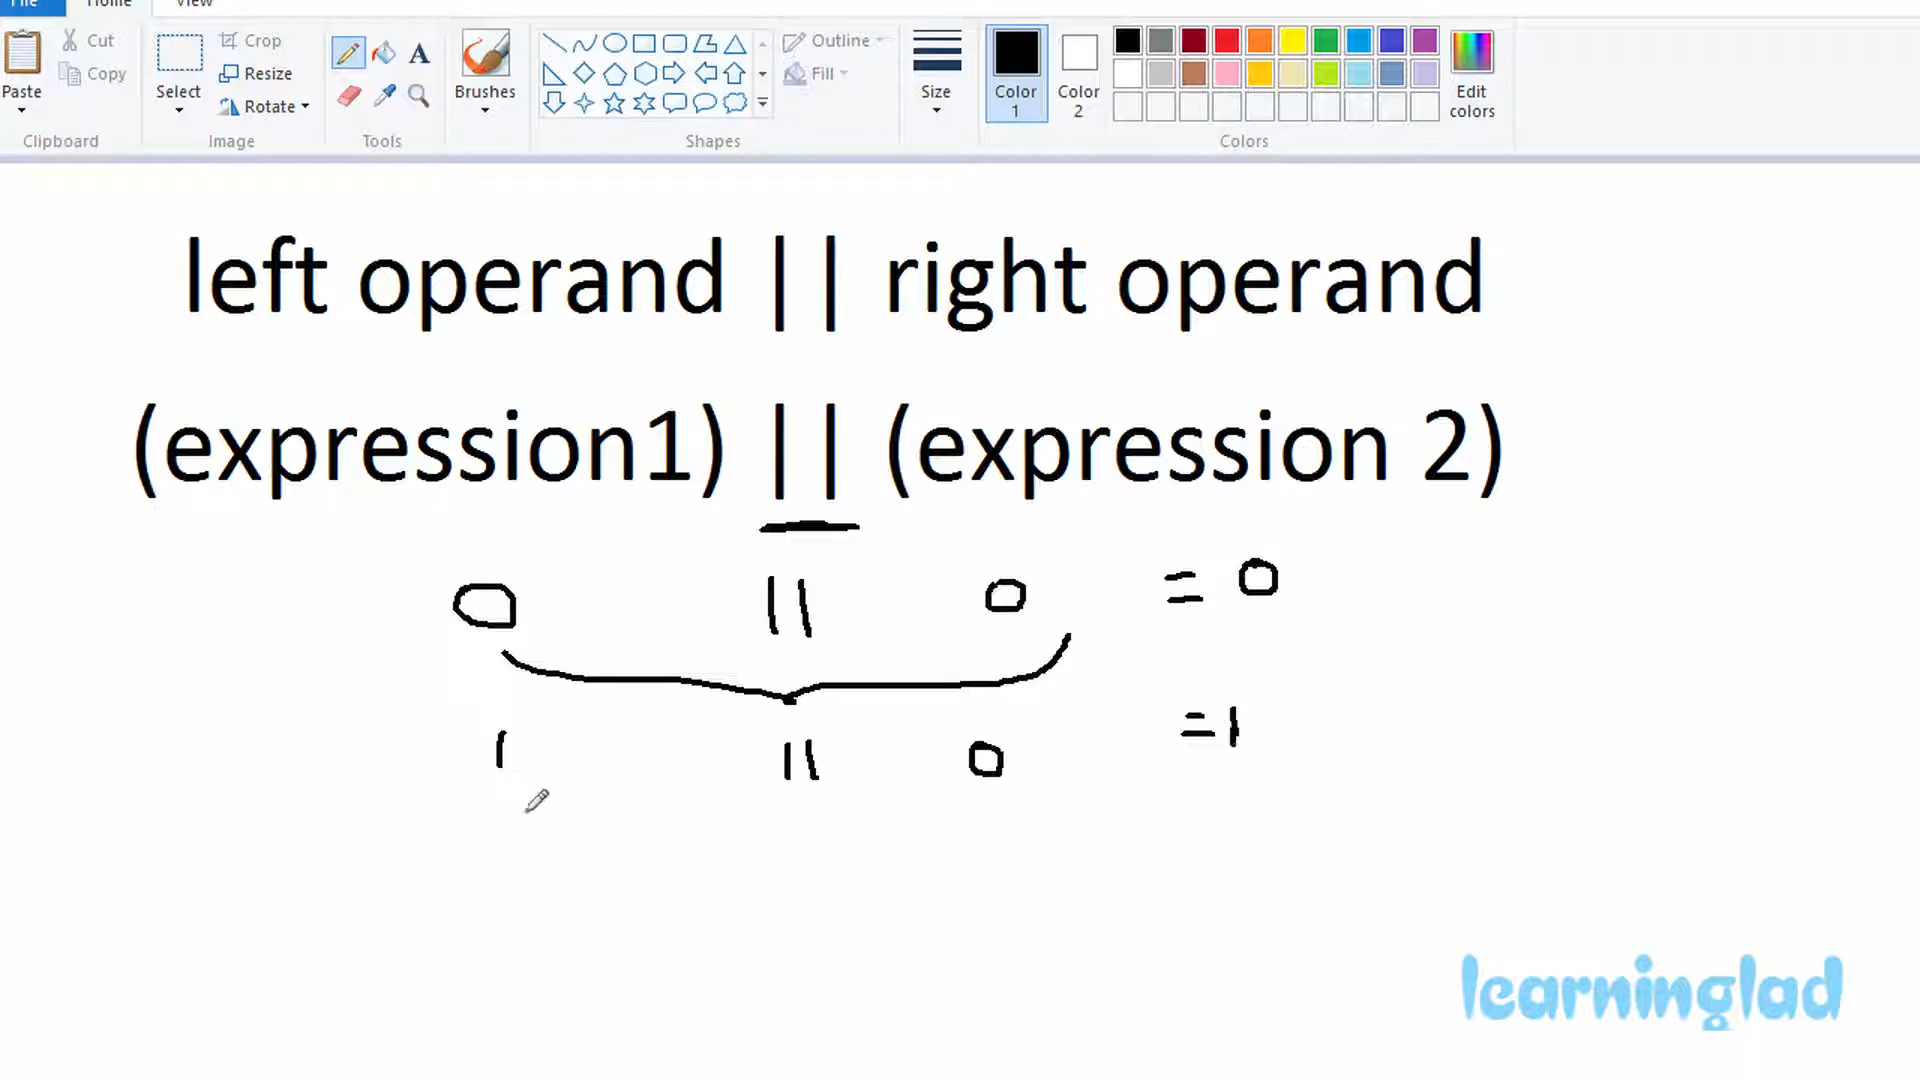 File Home View
Paste Cut Copy Select Crop Resize Rotate A Brushes Outline Fill Size Color 1 Color 2 Edit colors
Clipboard Image Tools Shapes Colors
left operand || right operand
(expression1) || (expression 2)
0 || 0 = 0
1 || 0 =1
learninglad